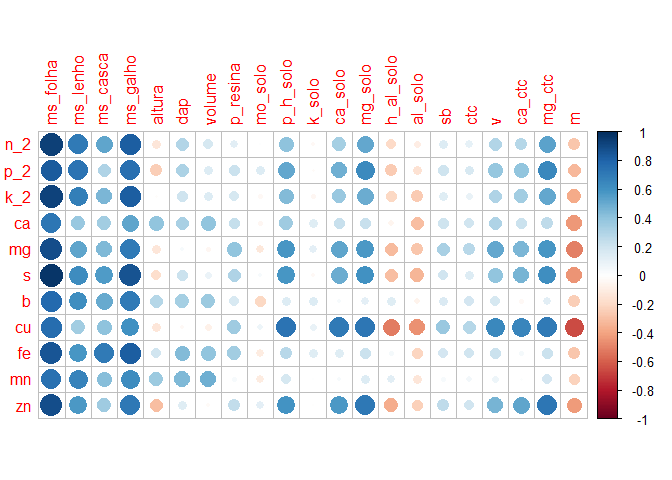 ms_folha
ms_lenho
ms_casca
ms_galho
altura
dap
volume
p_resina
mo_solo
p_h_solo
k_solo
ca_solo
mg_solo
h_al_solo
al_solo
sb
ctc
v
ca_ctc
mg_ctc
m
n_2
p_2
k_2
ca
mg
s
b
cu
fe
mn
zn
1
0.8
0.6
0.4
0.2
0
-0.2
-0.4
-0.6
-0.8
-1